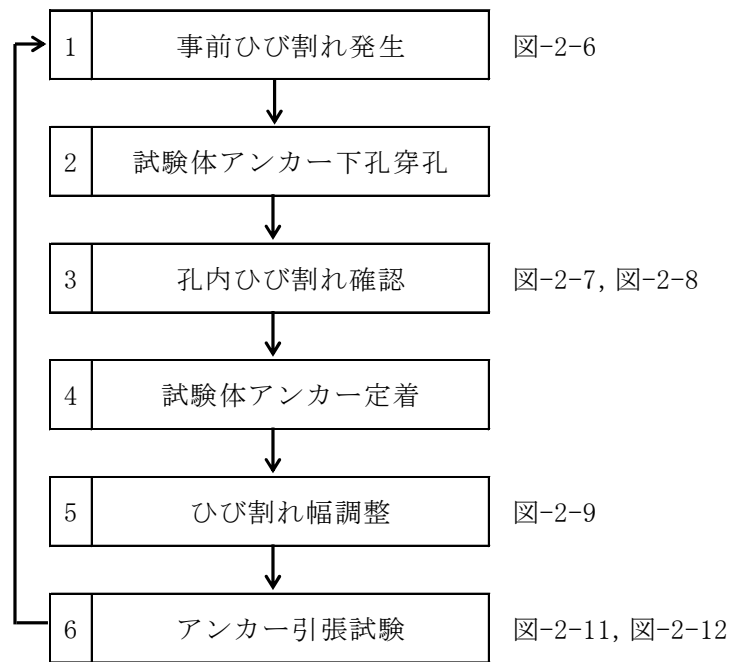 1 事前ひび割れ発生 図-2-6
2 試験体アンカー下孔穿孔
3 孔内ひび割れ確認 図-2-7, 図-2-8
4 試験体アンカー定着
5 ひび割れ幅調整 図-2-9
6 アンカー引張試験 図-2-11, 図-2-12